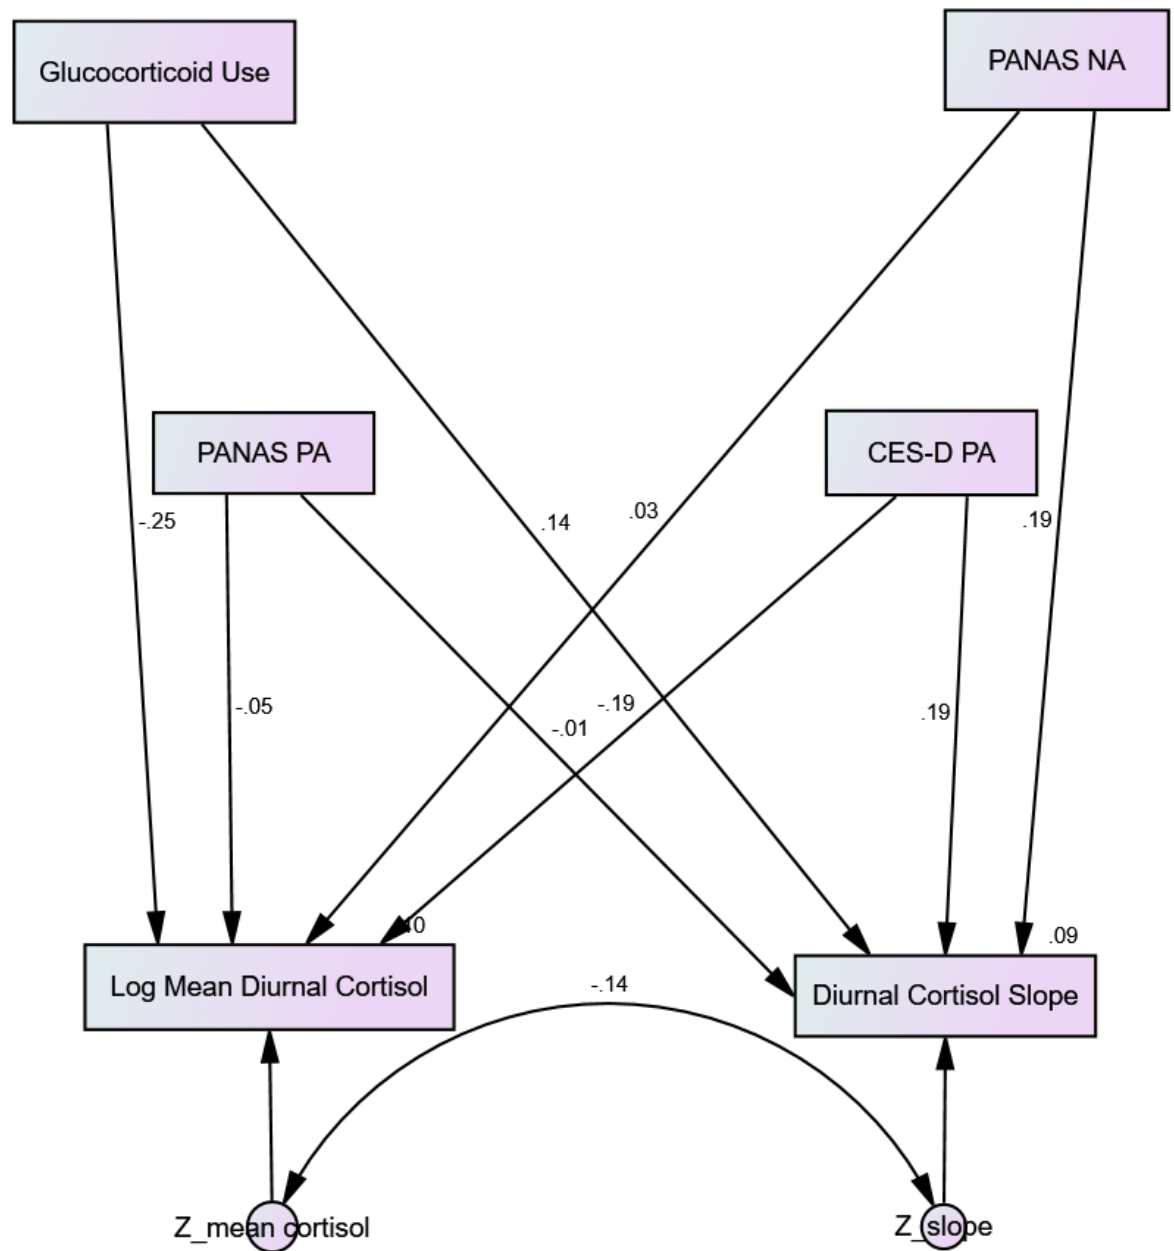 Glucocorticoid Use
PANAS NA
PANAS PA
CES-D PA
-.25
.14
.03
.19
-.05
-.01
-.19
.19
.09
Log Mean Diurnal Cortisol
Diurnal Cortisol Slope
-.14
Z_mean cortisol
Z_slope